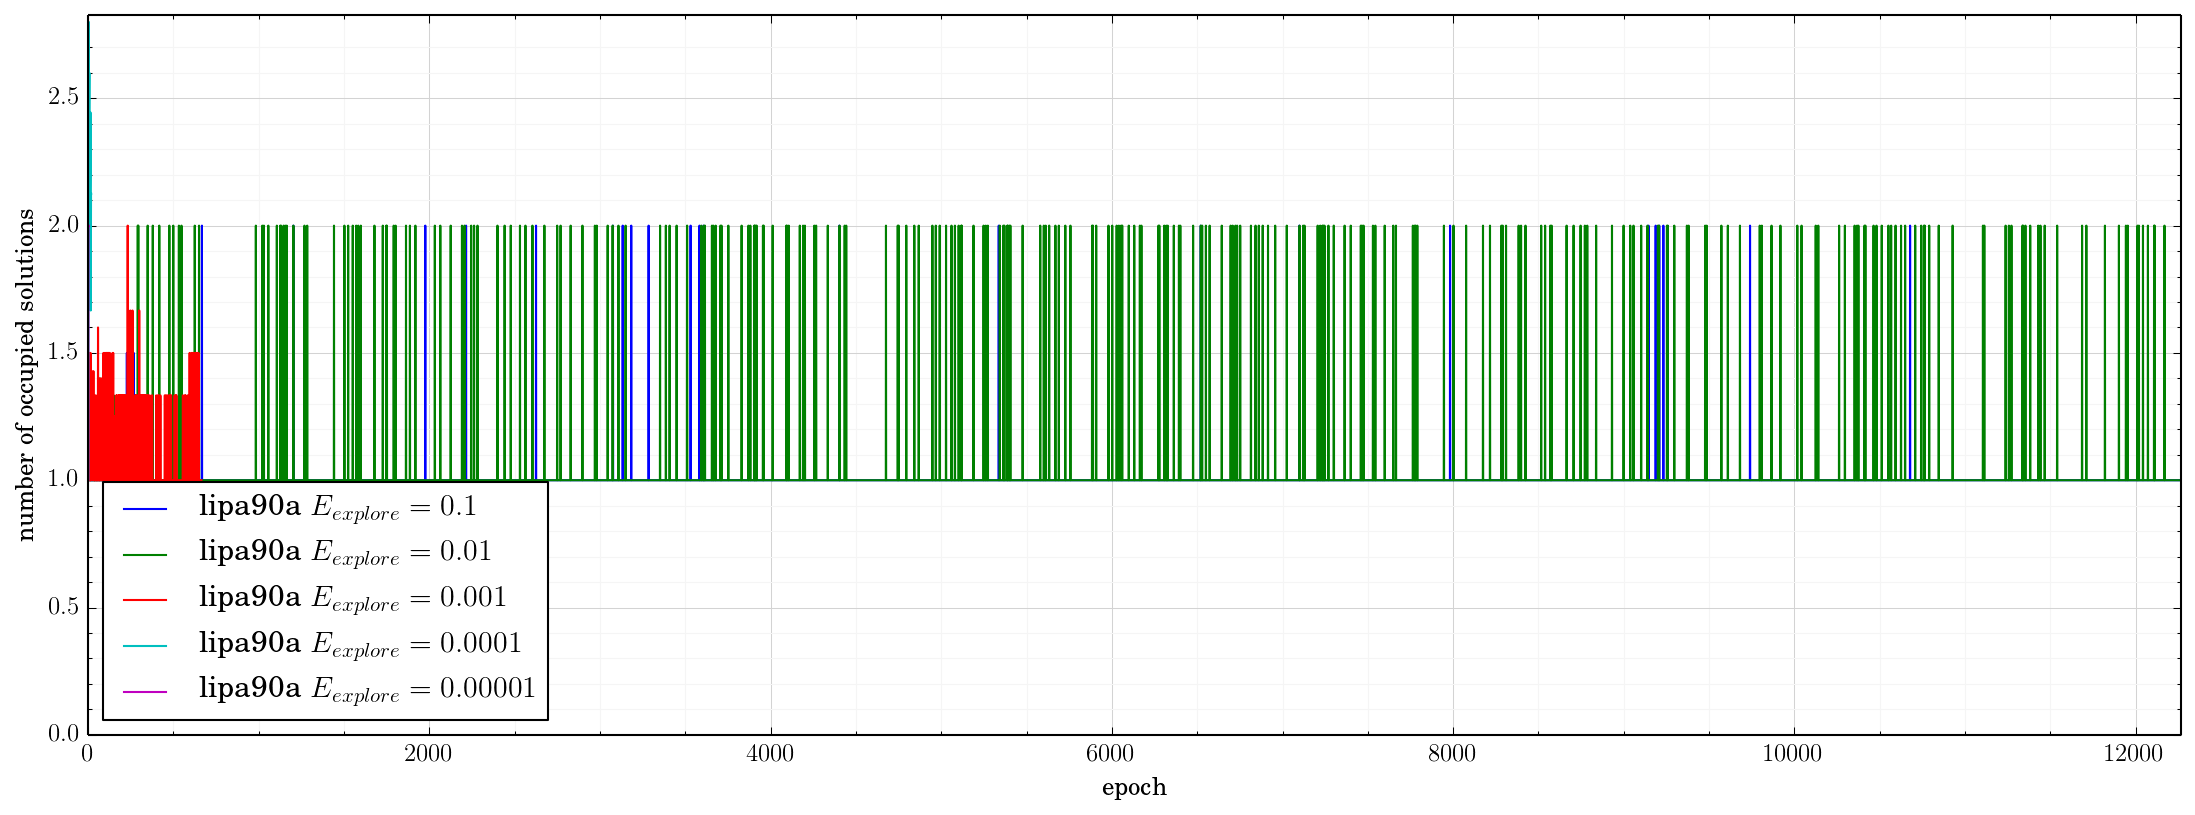 number of occupied solutions
2.5
2.0
1.5
1.0
0.5
0.0
lipa90a E_explore = 0.1
lipa90a E_explore = 0.01
lipa90a E_explore = 0.001
lipa90a E_explore = 0.0001
lipa90a E_explore = 0.00001
0 2000 4000 6000 8000 10000 12000
epoch